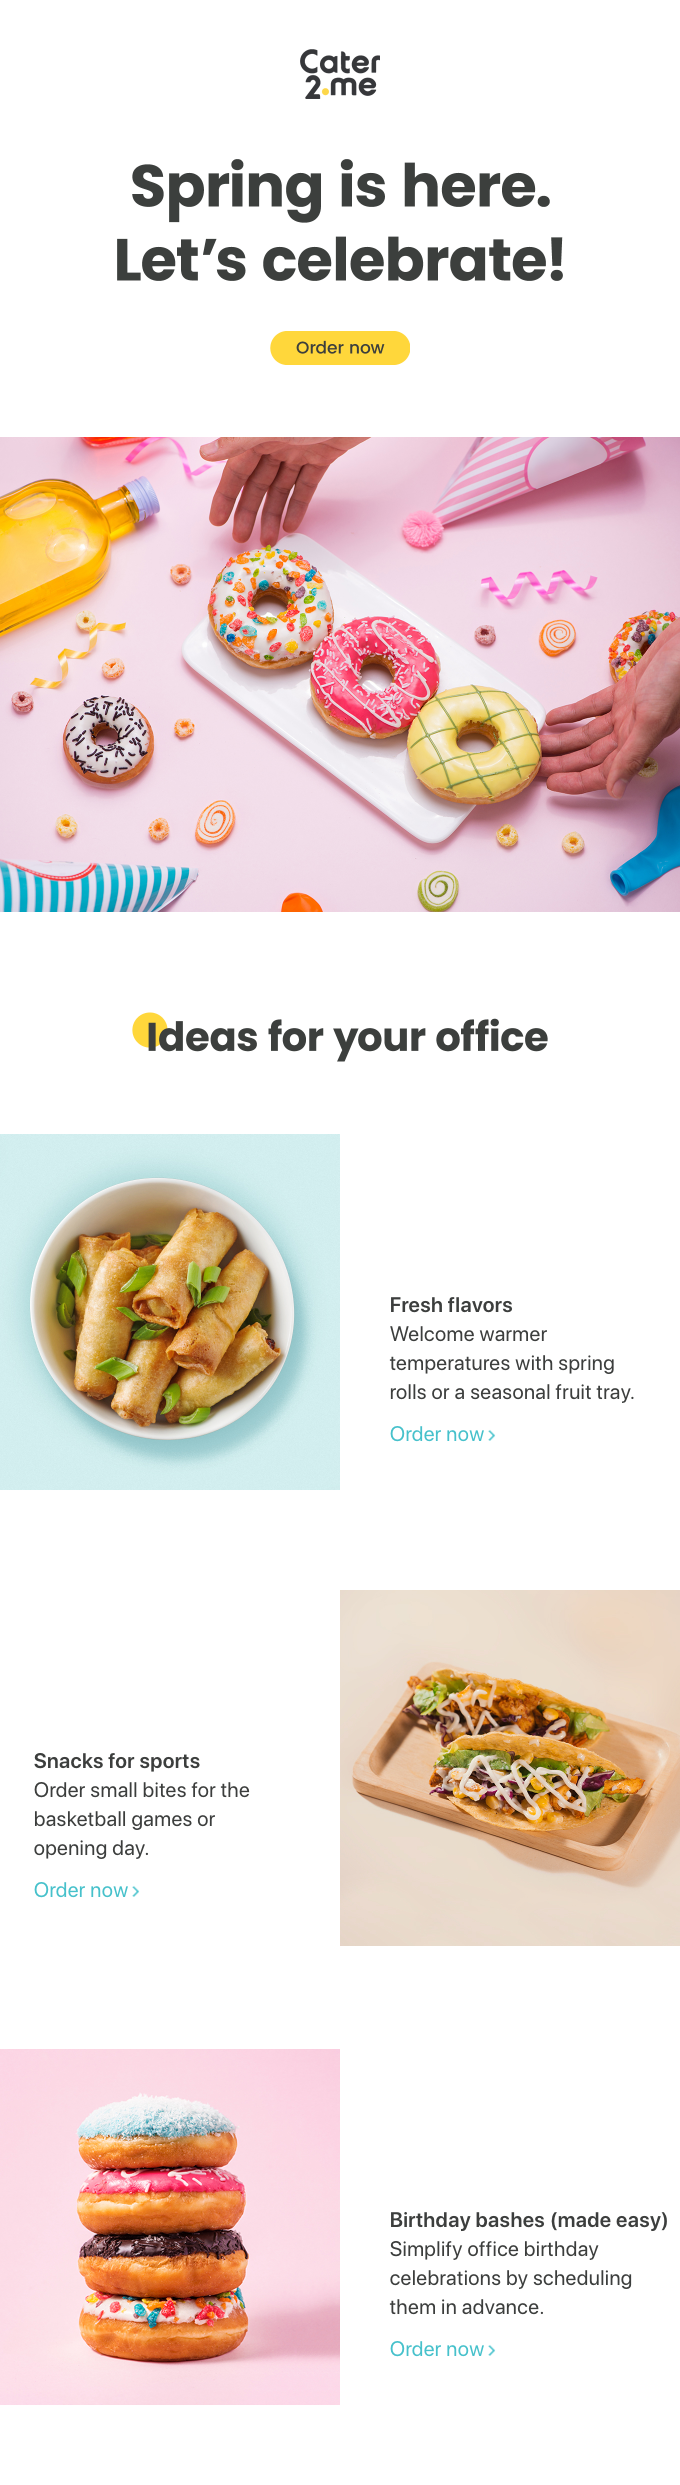 Cater
2.me
Spring is here.
Let’s celebrate!
Order now
Ideas for your office
Fresh flavors
Welcome warmer
temperatures with spring
rolls or a seasonal fruit tray.
Order now ›
Snacks for sports
Order small bites for the
basketball games or
opening day.
Order now ›
Birthday bashes (made easy)
Simplify office birthday
celebrations by scheduling
them in advance.
Order now ›